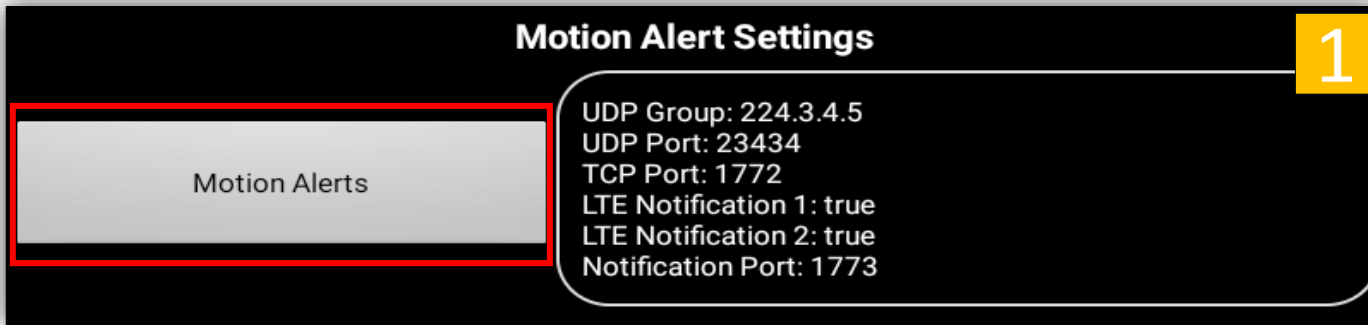 Motion Alert Settings
1
Motion Alerts
UDP Group: 224.3.4.5
UDP Port: 23434
TCP Port: 1772
LTE Notification 1: true
LTE Notification 2: true
Notification Port: 1773